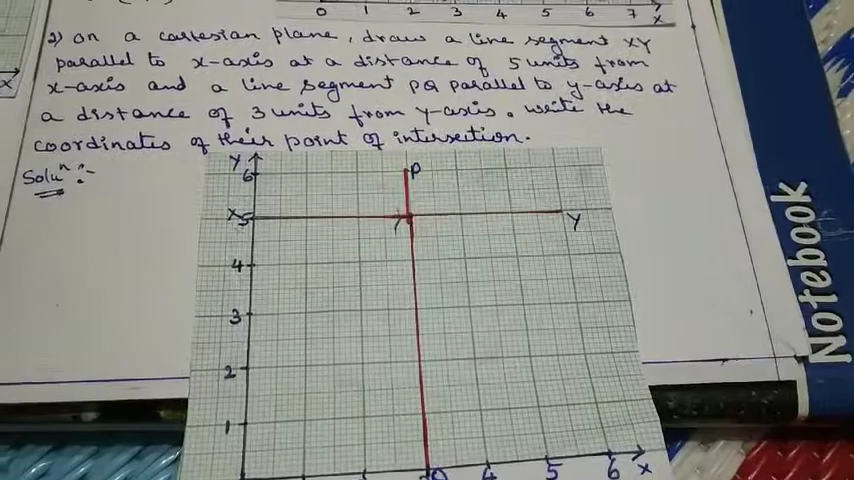 0 1 2 3 4 5 6 7 X
X
2) On a cartesian plane, draw a line segment XY
parallel to x-axis at a distance of 5 units from
x-axis and a line segment PQ parallel to y-axis at
a distance of 3 units from Y-axis. write the
coordinates of their point of intersection.
Soluⁿ :-
Y
6 P
X 5 Y
4
3
2
1
Q 4 5 6 X
Notebook